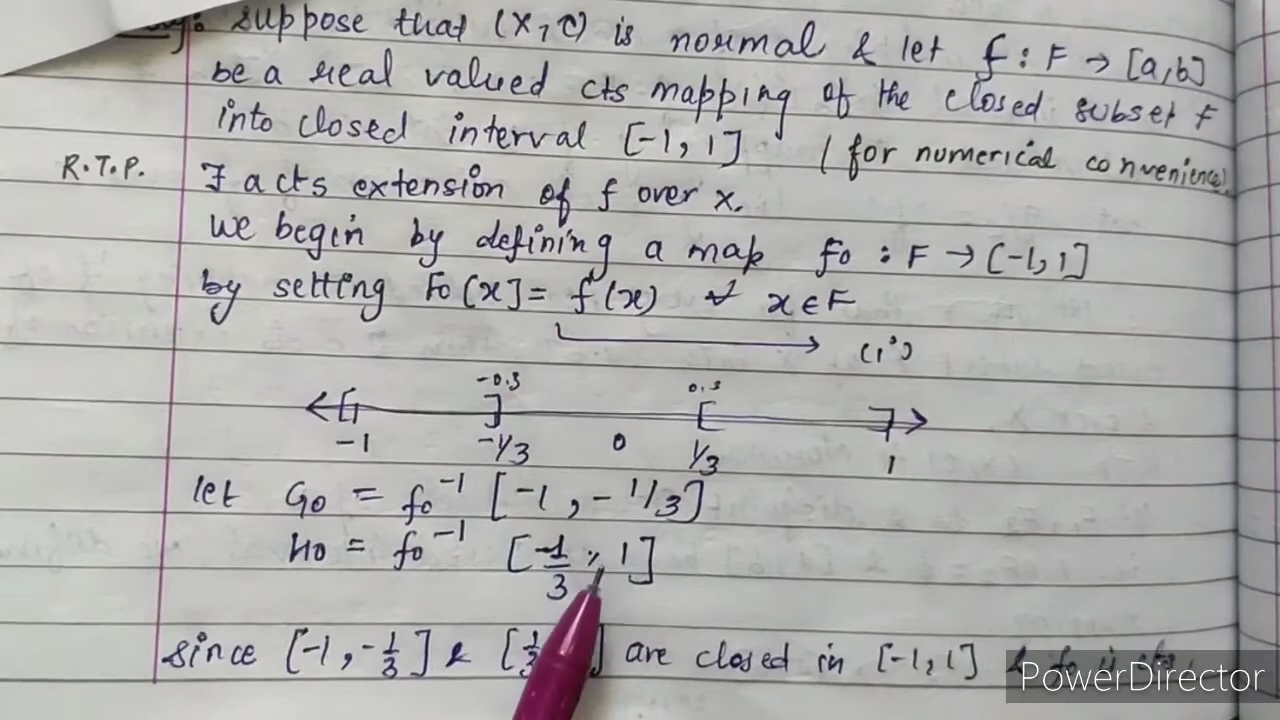 Suppose that (X, τ) is normal & let f : F → [a,b]
be a real valued cts mapping of the closed subset F
into closed interval [-1, 1] ( for numerical convenience)
R.T.P. ∃ a cts extension of f over x.
we begin by defining a map fo : F → [-1, 1]
by setting Fo [x] = f(x) ∀ x ∈ F
(1)
-0.3 0.3
-1 -1/3 0 1/3 1
let Go = fo⁻¹ [-1, -1/3]
Ho = fo⁻¹ [-1/3, 1]
since [-1, -1/3] & are closed in [-1, 1]
PowerDirector